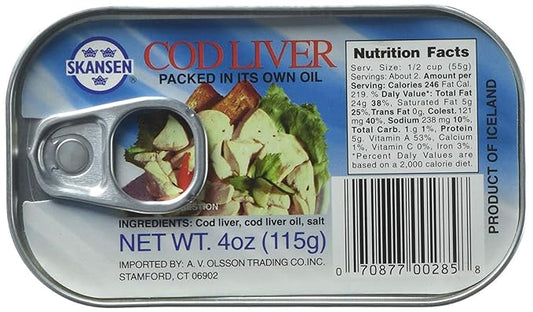 SKANSEN
COD LIVER
PACKED IN ITS OWN OIL
INGREDIENTS: Cod liver, cod liver oil, salt
NET WT. 4oz (115g)
IMPORTED BY: A. V. OLSSON TRADING CO.INC.
STAMFORD, CT 06902
Nutrition Facts
Serv. Size: 1/2 cup (55g)
Servings: About 2. Amount per
Serving: Calories 246 Fat Cal.
219. % Daly Value*: Total Fat
24g 38%, Saturated Fat 5g
25%, Trans Fat 0g, Colest. 121
mg 40%, Sodium 238 mg 10%,
Total Carb. 1 g 1%, Protein
5g. Vitamin A 53%, Calcium
1%, Vitamin C 0%, Iron 3%.
*Percent Daly Values are
based on a 2,000 calorie diet.
0 70877 00285 8
PRODUCT OF ICELAND